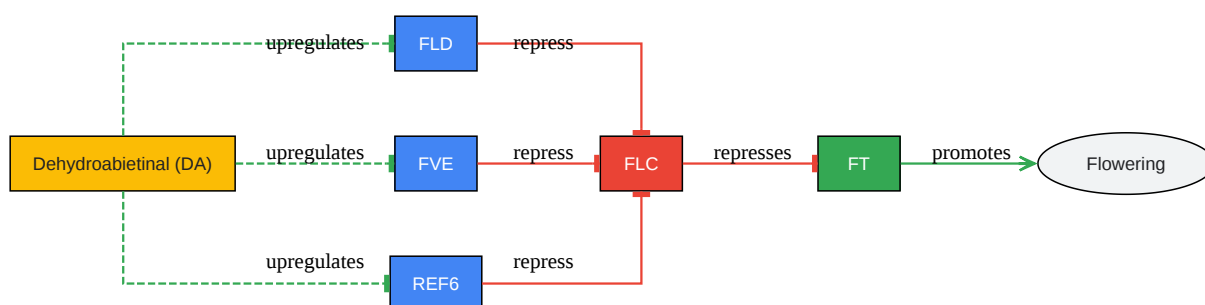 upregulates
FLD
repress
Dehydroabietinal (DA)
upregulates
FVE
repress
FLC
represses
FT
promotes
Flowering
upregulates
REF6
repress